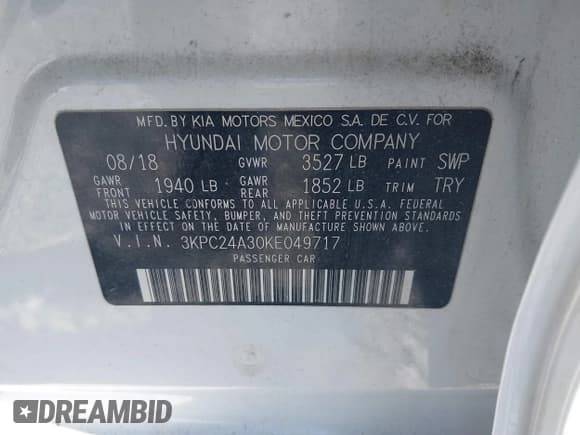 MFD. BY KIA MOTORS MEXICO S.A. DE C.V. FOR
HYUNDAI MOTOR COMPANY
08/18 GVWR 3527 LB PAINT SWP
GAWR FRONT 1940 LB GAWR REAR 1852 LB TRIM TRY
THIS VEHICLE CONFORMS TO ALL APPLICABLE U.S.A. FEDERAL
MOTOR VEHICLE SAFETY, BUMPER, AND THEFT PREVENTION STANDARDS
IN EFFECT ON THE DATE OF MANUFACTURE SHOWN ABOVE.
V.I.N. 3KPC24A30KE049717
PASSENGER CAR
DREAMBID